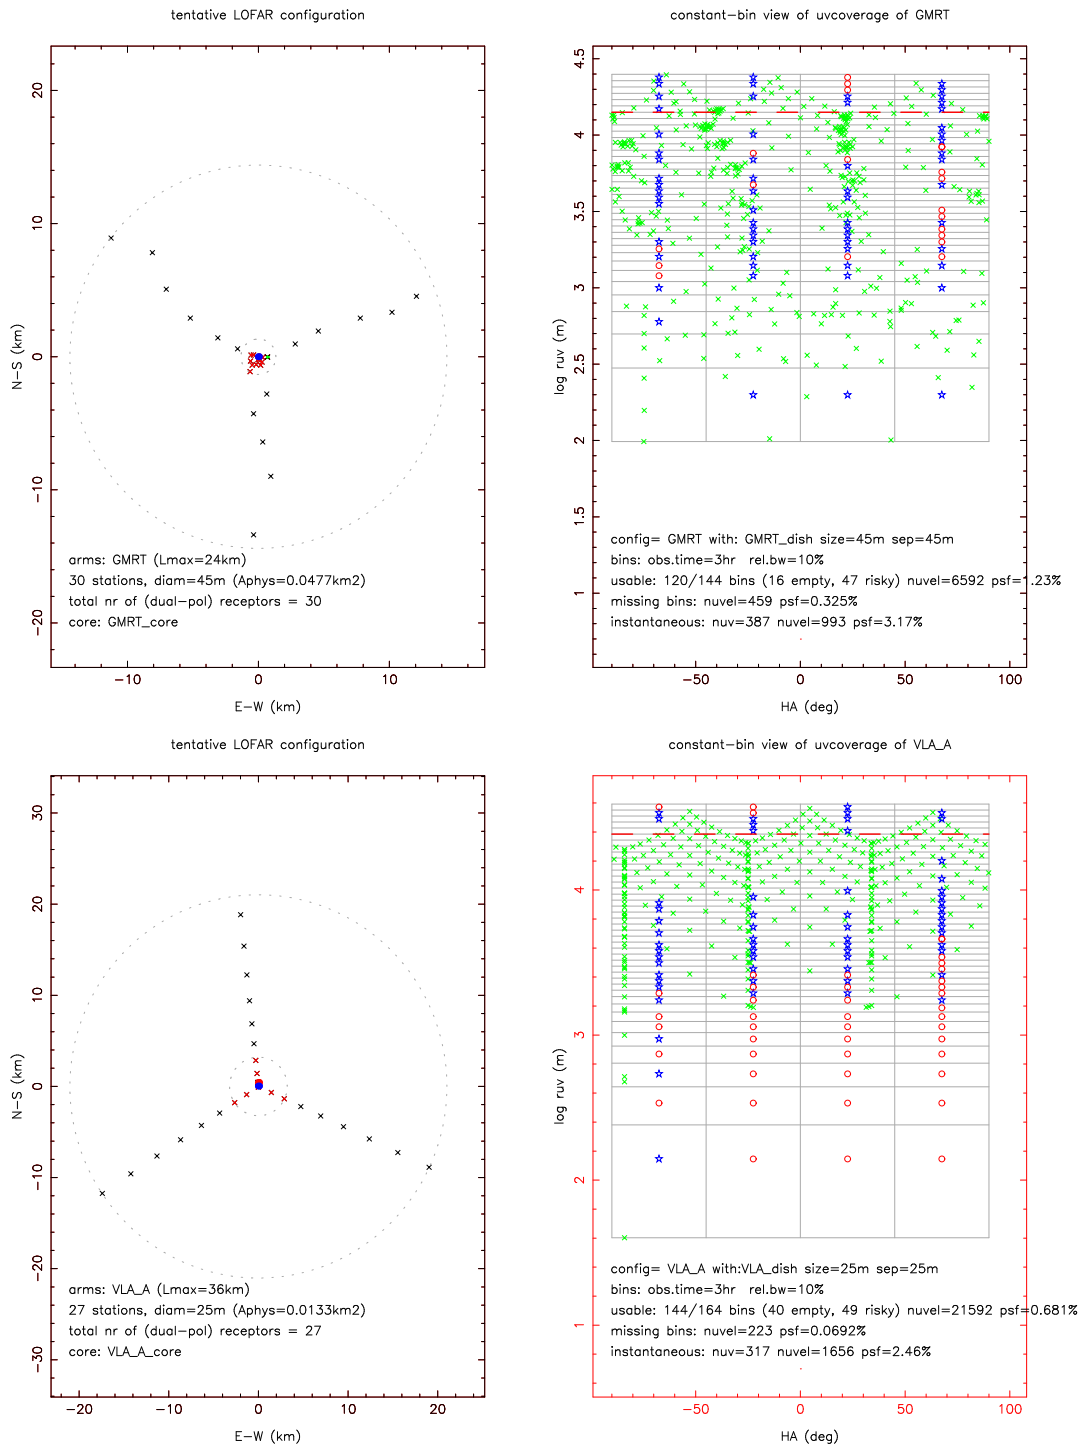 tentative LOFAR configuration
20
10
0
−10
−20
N−S (km)
arms: GMRT (Lmax=24km)
30 stations, diam=45m (Aphys=0.0477km2)
total nr of (dual−pol) receptors = 30
core: GMRT_core
−10 0 10
E−W (km)
constant−bin view of uvcoverage of GMRT
4.5
4
3.5
3
2.5
2
1.5
1
log ruv (m)
config= GMRT with: GMRT_dish size=45m sep=45m
bins: obs.time=3hr rel.bw=10%
usable: 120/144 bins (16 empty, 47 risky) nuvel=6592 psf=1.23%
missing bins: nuvel=459 psf=0.325%
instantaneous: nuv=387 nuvel=993 psf=3.17%
−50 0 50
HA (deg)
tentative LOFAR configuration
30
20
10
0
−10
−20
−30
N−S (km)
arms: VLA_A (Lmax=36km)
27 stations, diam=25m (Aphys=0.0133km2)
total nr of (dual−pol) receptors = 27
core: VLA_A_core
−20 −10 0 10 20
E−W (km)
constant−bin view of uvcoverage of VLA_A
4
3
2
1
log ruv (m)
config= VLA_A with:VLA_dish size=25m sep=25m
bins: obs.time=3hr rel.bw=10%
usable: 144/164 bins (40 empty, 49 risky) nuvel=21592 psf=0.681%
missing bins: nuvel=223 psf=0.0692%
instantaneous: nuv=317 nuvel=1656 psf=2.46%
−50 0 50
HA (deg)